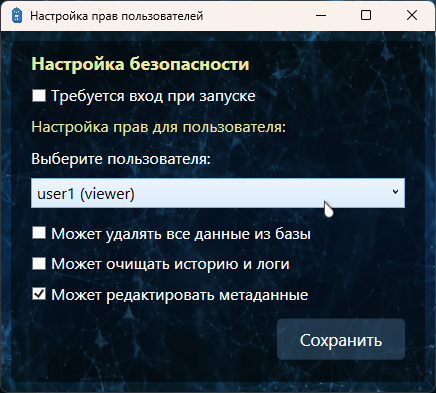 Настройка прав пользователей
Настройка безопасности
Требуется вход при запуске
Настройка прав для пользователя:
Выберите пользователя:
user1 (viewer)
Может удалять все данные из базы
Может очищать историю и логи
Может редактировать метаданные
Сохранить